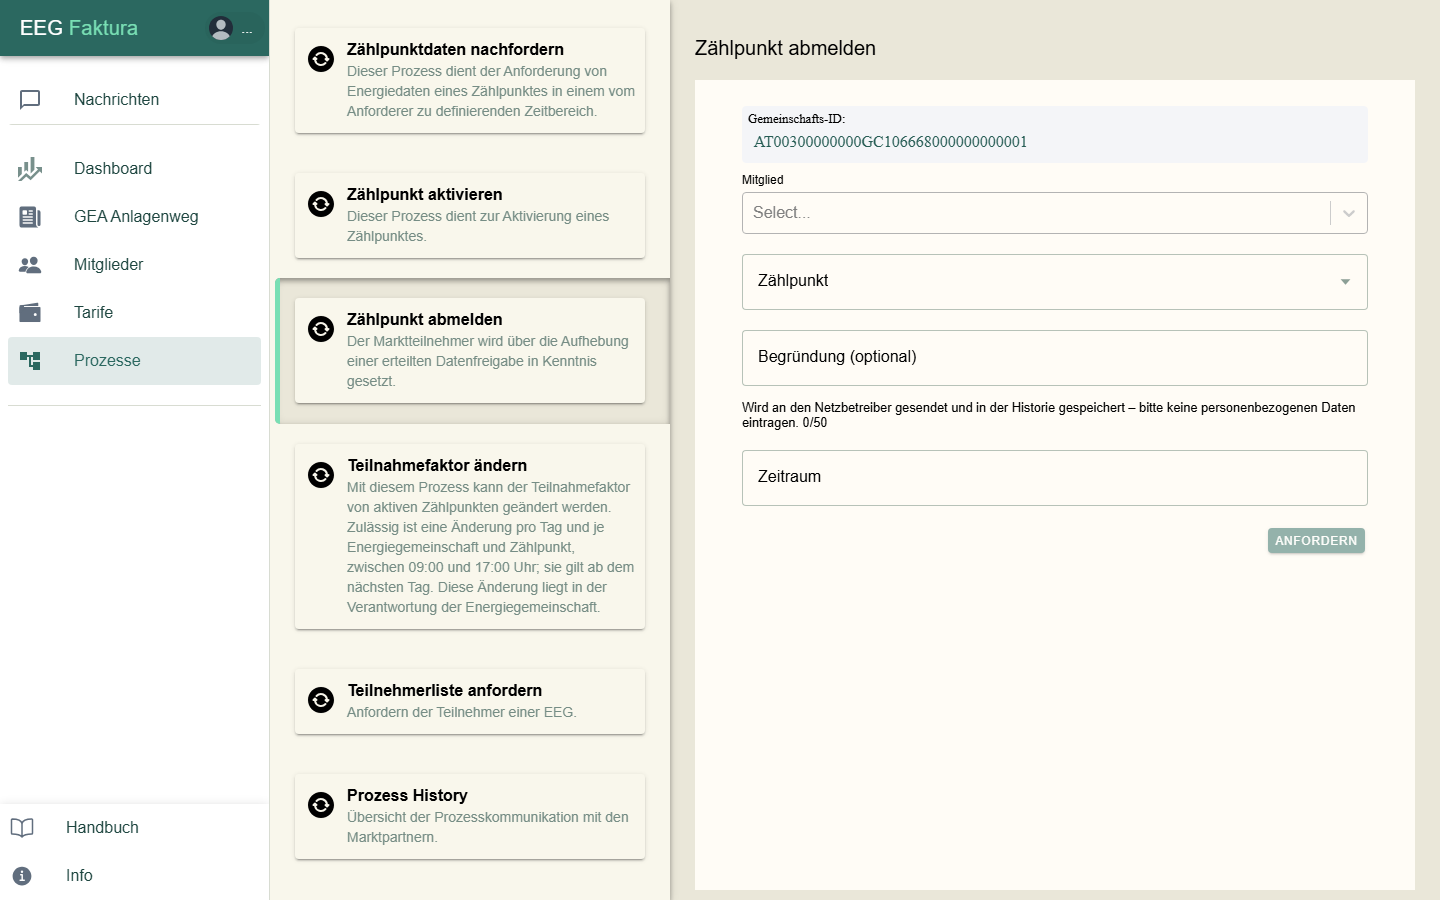 EEG Faktura
...
Nachrichten
Dashboard
GEA Anlagenweg
Mitglieder
Tarife
Prozesse
Handbuch
Info
Zählpunktdaten nachfordern
Dieser Prozess dient der Anforderung von
Energiedaten eines Zählpunktes in einem vom
Anforderer zu definierenden Zeitbereich.
Zählpunkt aktivieren
Dieser Prozess dient zur Aktivierung eines
Zählpunktes.
Zählpunkt abmelden
Der Marktteilnehmer wird über die Aufhebung
einer erteilten Datenfreigabe in Kenntnis
gesetzt.
Teilnahmefaktor ändern
Mit diesem Prozess kann der Teilnahmefaktor
von aktiven Zählpunkten geändert werden.
Zulässig ist eine Änderung pro Tag und je
Energiegemeinschaft und Zählpunkt,
zwischen 09:00 und 17:00 Uhr; sie gilt ab dem
nächsten Tag. Diese Änderung liegt in der
Verantwortung der Energiegemeinschaft.
Teilnehmerliste anfordern
Anfordern der Teilnehmer einer EEG.
Prozess History
Übersicht der Prozesskommunikation mit den
Marktpartnern.
Zählpunkt abmelden
Gemeinschafts-ID:
AT00300000000GC106668000000000001
Mitglied
Select...
Zählpunkt
Begründung (optional)
Wird an den Netzbetreiber gesendet und in der Historie gespeichert – bitte keine personenbezogenen Daten
eintragen. 0/50
Zeitraum
ANFORDERN